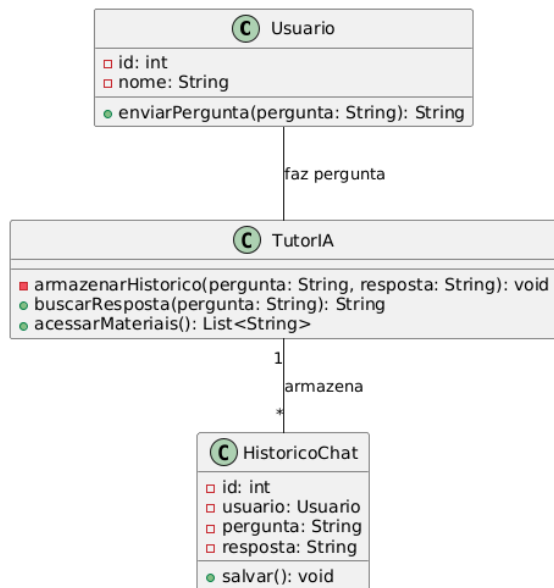 C Usuario
id: int
nome: String
enviarPergunta(pergunta: String): String
faz pergunta
C TutorIA
armazenarHistorico(pergunta: String, resposta: String): void
buscarResposta(pergunta: String): String
acessarMateriais(): List<String>
1
armazena
*
C HistoricoChat
id: int
usuario: Usuario
pergunta: String
resposta: String
salvar(): void